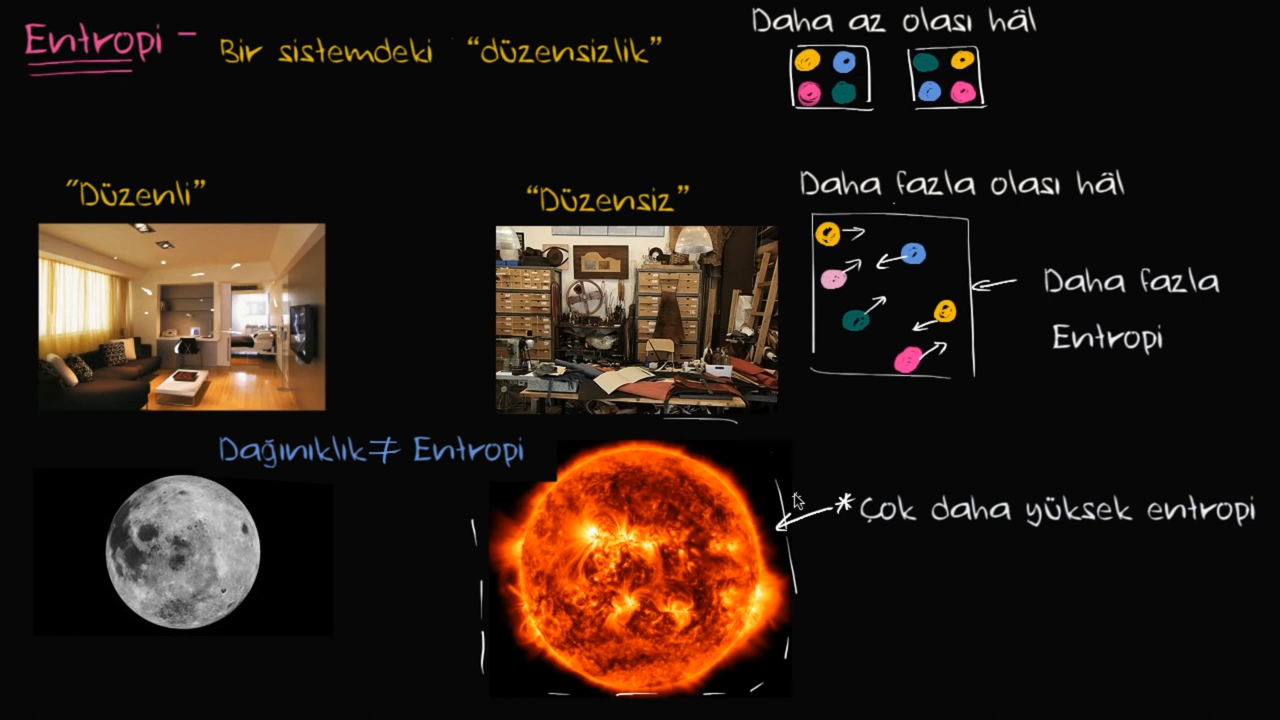 Entropi – Bir sistemdeki “düzensizlik”
Daha az olası hâl
“Düzenli”
“Düzensiz”
Daha fazla olası hâl
Daha fazla
Entropi
Dağınıklık ≠ Entropi
* Çok daha yüksek entropi